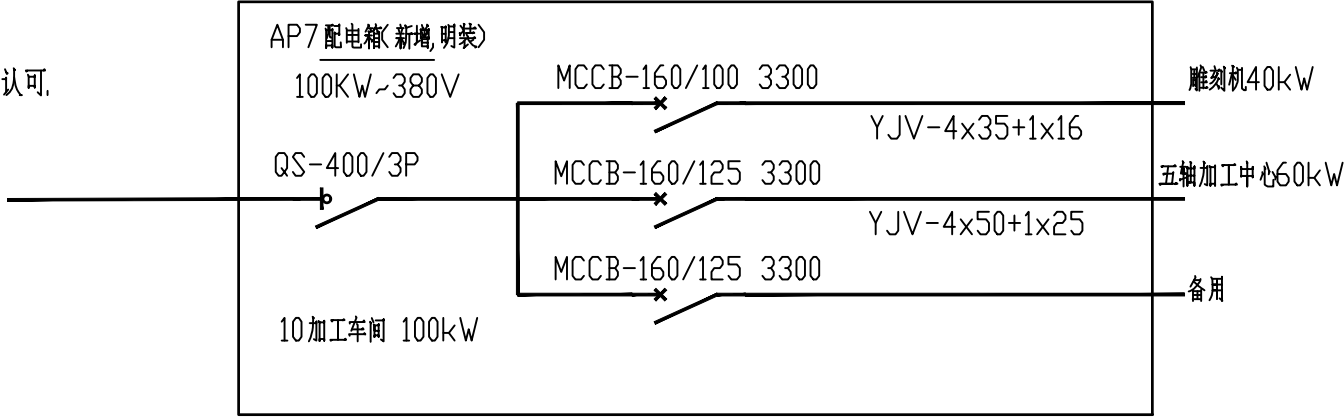 认可.
AP7配电箱(新增,明装)
100KW~380V
QS-400/3P
10加工车间 100kW
MCCB-160/100 3300
YJV-4x35+1x16
雕刻机40kW
MCCB-160/125 3300
YJV-4x50+1x25
五轴加工中心60kW
MCCB-160/125 3300
备用